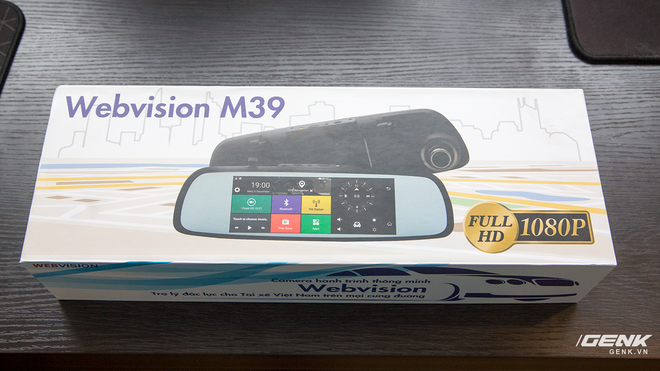 Webvision M39
19:00
Bluetooth
FULL
HD
1080P
WEBVISION
Camera hành trình thông minh
Webvision
Trợ lý đắc lực cho Tài xế Việt Nam trên mọi cung đường
GENK
GENK.VN